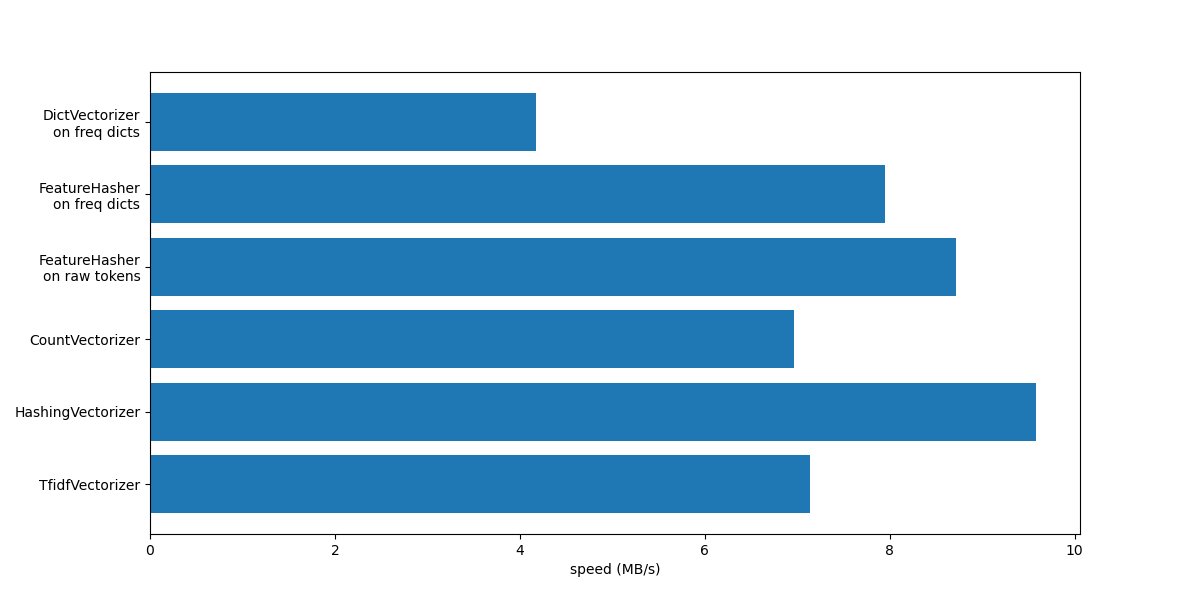 DictVectorizer
on freq dicts
FeatureHasher
on freq dicts
FeatureHasher
on raw tokens
CountVectorizer
HashingVectorizer
TfidfVectorizer
0 2 4 6 8 10
speed (MB/s)